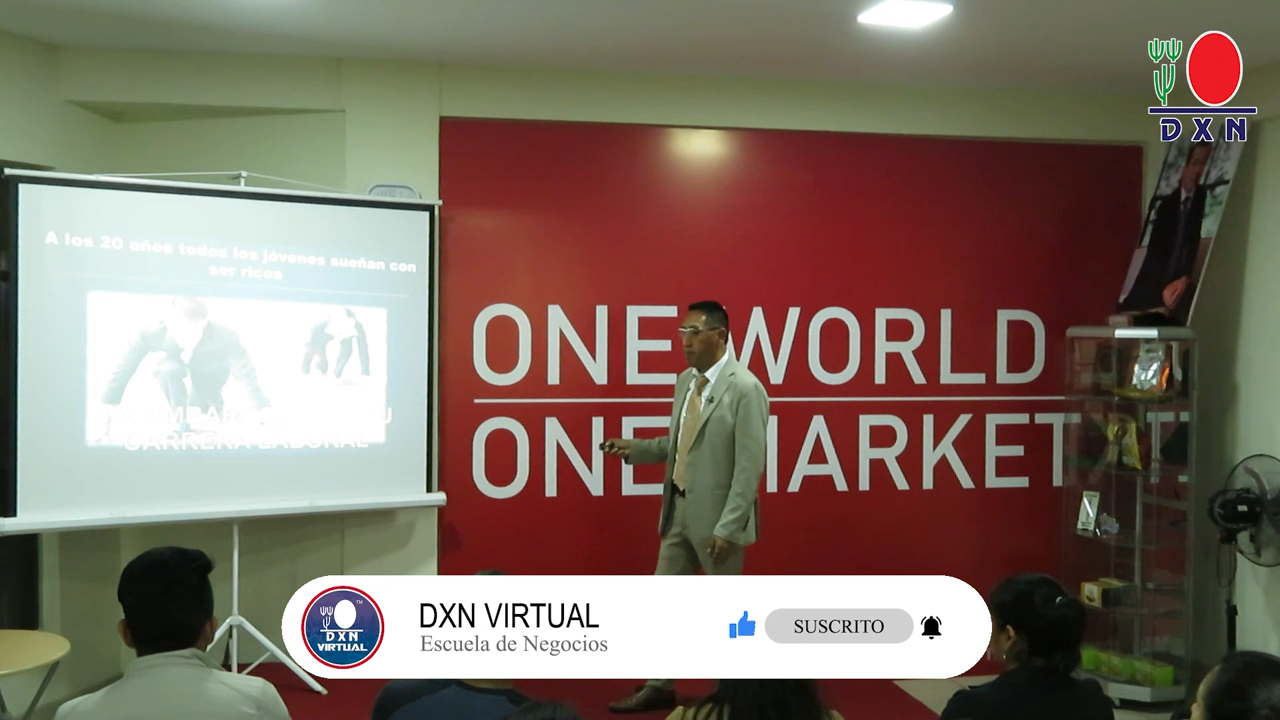 DXN
A los 20 años todos los jóvenes sueñan con
ser ricos
CARRERA LABORAL
ONE WORLD
ONE MARKET
DXN
VIRTUAL
DXN VIRTUAL
Escuela de Negocios
SUSCRITO